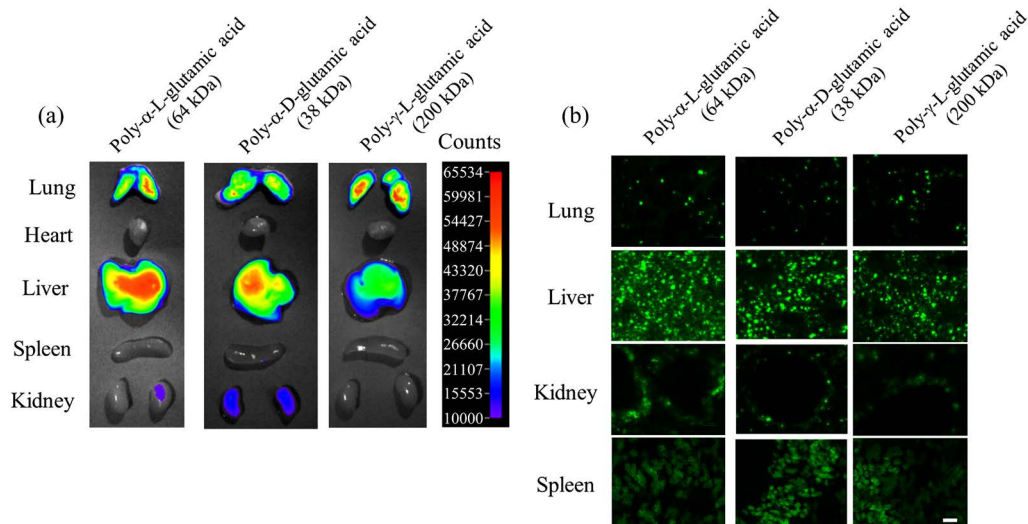 (a)
Poly-α-L-glutamic acid
(64 kDa)
Poly-α-D-glutamic acid
(38 kDa)
Poly-γ-L-glutamic acid
(200 kDa)
Counts
65534
59981
54427
48874
43320
37767
32214
26660
21107
15553
10000
Lung
Heart
Liver
Spleen
Kidney
(b)
Poly-α-L-glutamic acid
(64 kDa)
Poly-α-D-glutamic acid
(38 kDa)
Poly-γ-L-glutamic acid
(200 kDa)
Lung
Liver
Kidney
Spleen